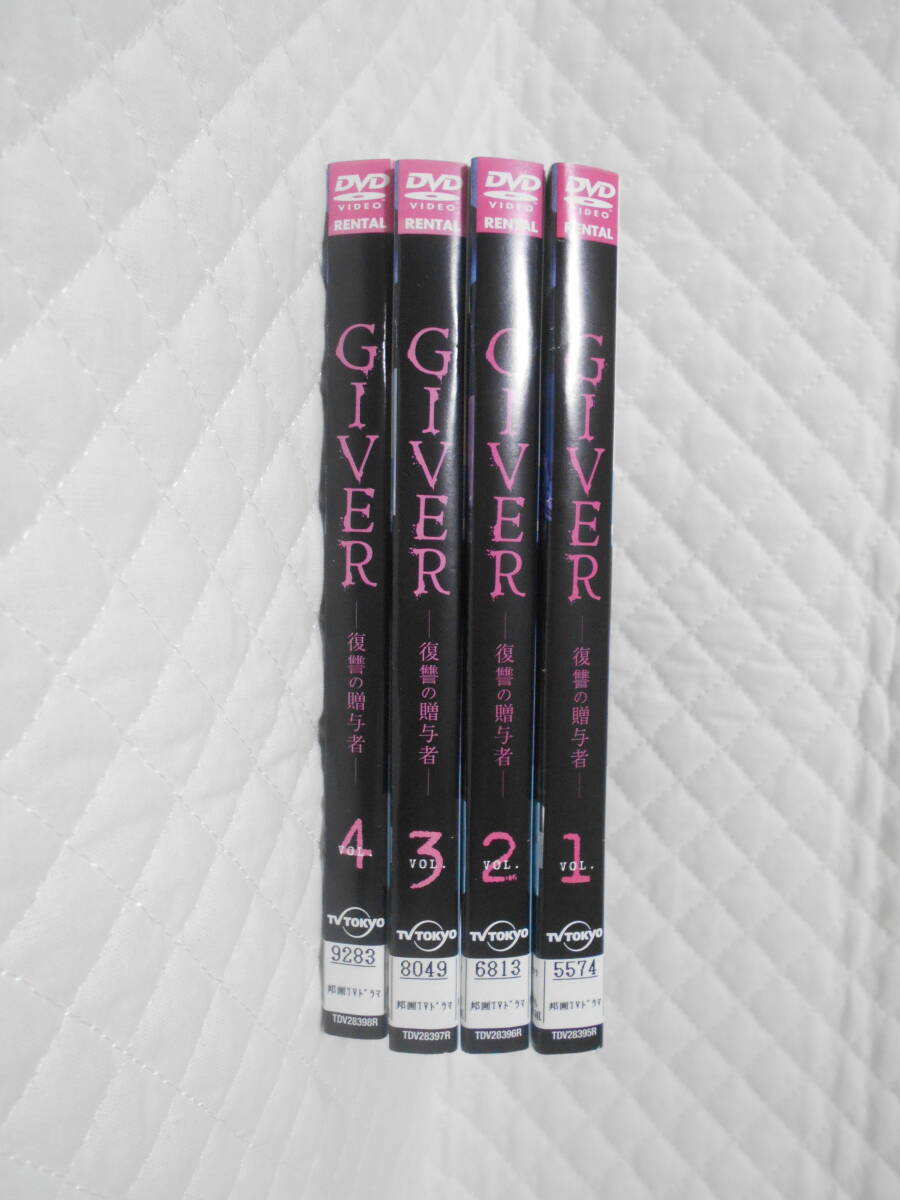 DVD
VIDEO
RENTAL
GIVER
―復讐の贈与者―
4
VOL.
TV TOKYO
9283
邦画TVドラマ
TDV28398R
DVD
VIDEO
RENTAL
GIVER
―復讐の贈与者―
3
VOL.
TV TOKYO
8049
邦画TVドラマ
TDV28397R
DVD
VIDEO
RENTAL
GIVER
―復讐の贈与者―
2
VOL.
TV TOKYO
6813
邦画TVドラマ
TDV28396R
DVD
VIDEO
RENTAL
GIVER
―復讐の贈与者―
1
VOL.
TV TOKYO
5574
邦画TVドラマ
TDV28395R